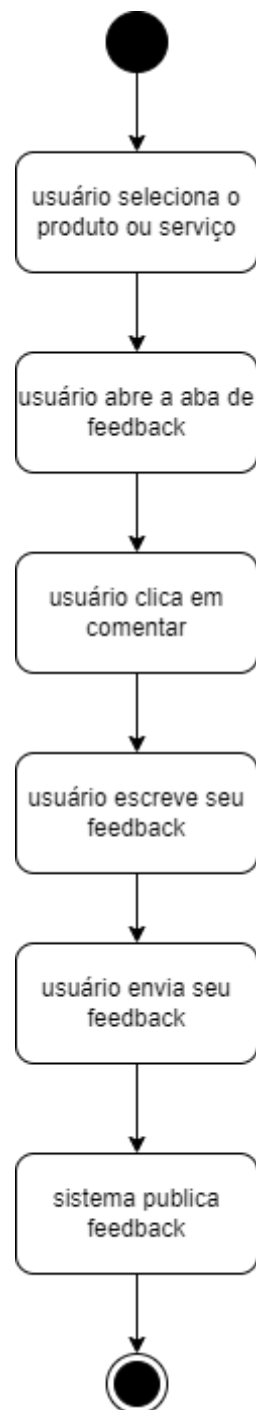 usuário seleciona o
produto ou serviço
usuário abre a aba de
feedback
usuário clica em
comentar
usuário escreve seu
feedback
usuário envia seu
feedback
sistema publica
feedback